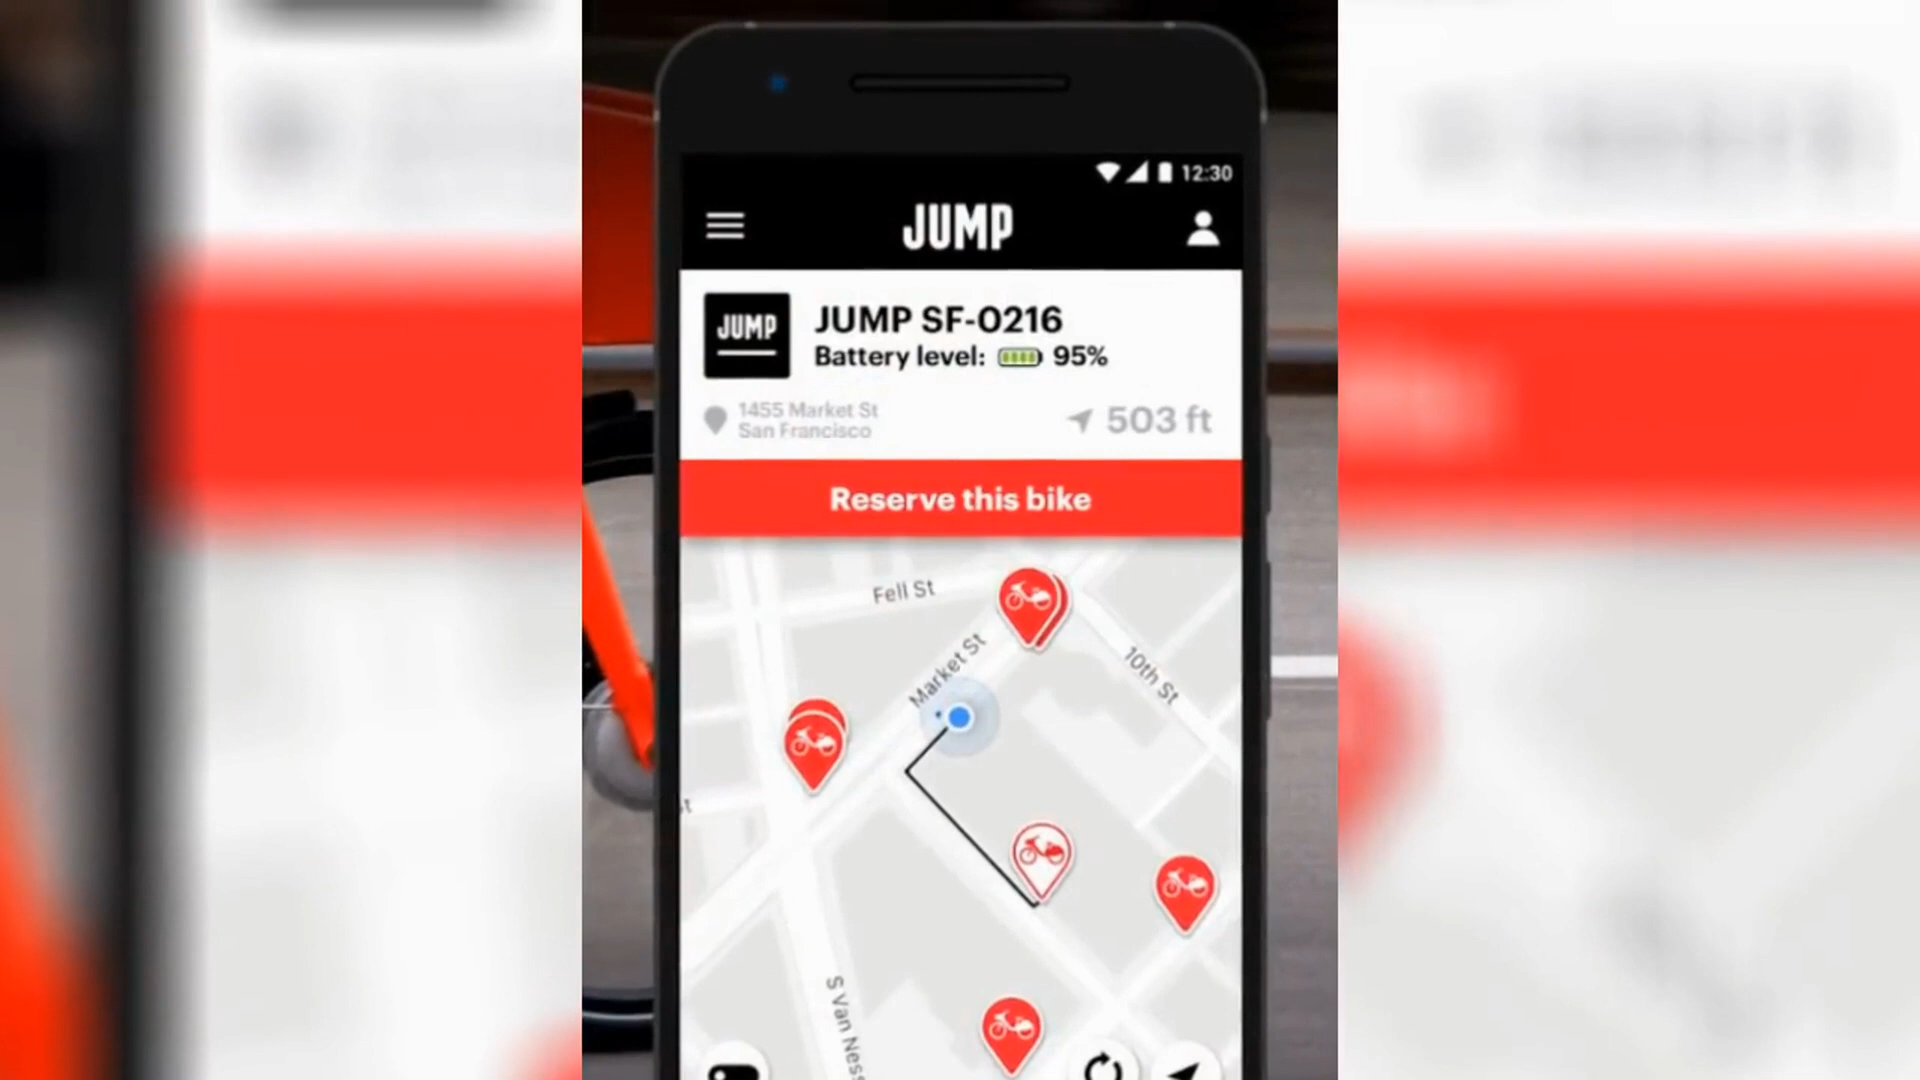 12:30
JUMP
JUMP
JUMP SF-0216
Battery level: 95%
1455 Market St
San Francisco
503 ft
Reserve this bike
Fell St
Market St
10th St
S Van Ness